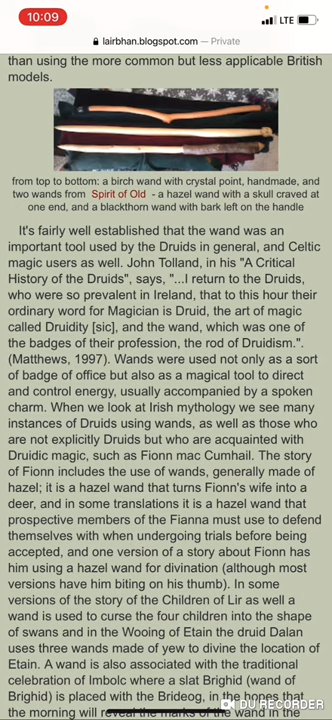 10:09
LTE
lairbhan.blogspot.com — Private
than using the more common but less applicable British
models.
from top to bottom: a birch wand with crystal point, handmade, and
two wands from Spirit of Old - a hazel wand with a skull craved at
one end, and a blackthorn wand with bark left on the handle
It's fairly well established that the wand was an
important tool used by the Druids in general, and Celtic
magic users as well. John Tolland, in his "A Critical
History of the Druids", says, "...I return to the Druids,
who were so prevalent in Ireland, that to this hour their
ordinary word for Magician is Druid, the art of magic
called Druidity [sic], and the wand, which was one of
the badges of their profession, the rod of Druidism.".
(Matthews, 1997). Wands were used not only as a sort
of badge of office but also as a magical tool to direct
and control energy, usually accompanied by a spoken
charm. When we look at Irish mythology we see many
instances of Druids using wands, as well as those who
are not explicitly Druids but who are acquainted with
Druidic magic, such as Fionn mac Cumhail. The story
of Fionn includes the use of wands, generally made of
hazel; it is a hazel wand that turns Fionn's wife into a
deer, and in some translations it is a hazel wand that
prospective members of the Fianna must use to defend
themselves with when undergoing trials before being
accepted, and one version of a story about Fionn has
him using a hazel wand for divination (although most
versions have him biting on his thumb). In some
versions of the story of the Children of Lir as well a
wand is used to curse the four children into the shape
of swans and in the Wooing of Etain the druid Dalan
uses three wands made of yew to divine the location of
Etain. A wand is also associated with the traditional
celebration of Imbolc where a slat Brighid (wand of
Brighid) is placed with the Brideog, in the hopes that
the morning will reveal the marks of the wand in the
DU RECORDER